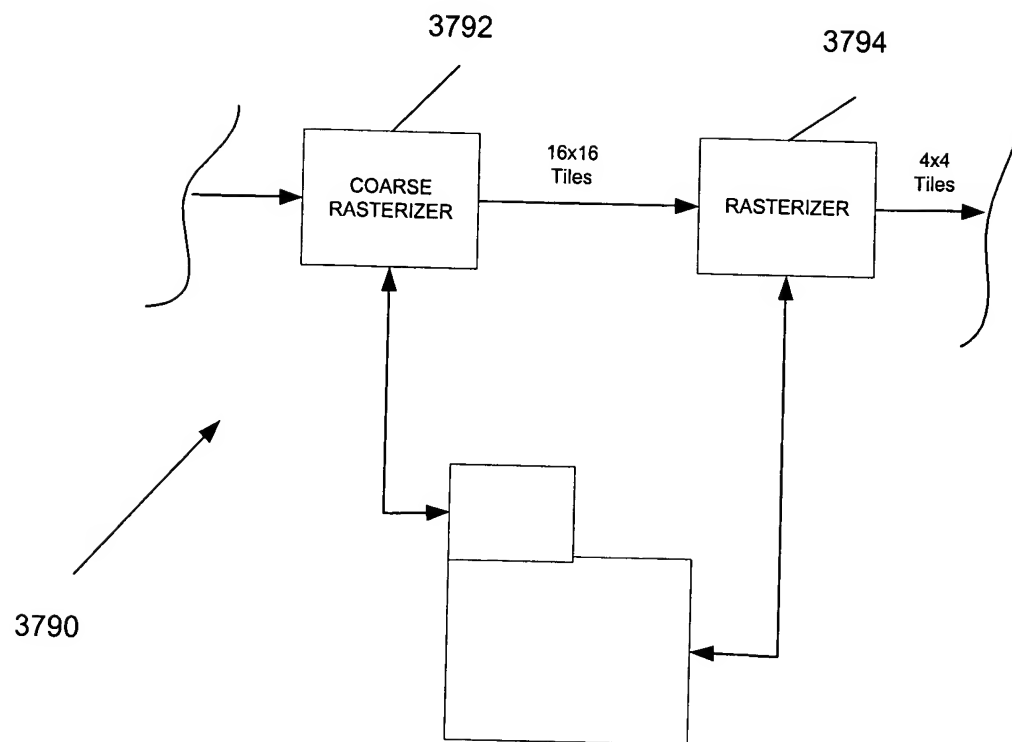 3792
3794
COARSE
RASTERIZER
16x16
Tiles
RASTERIZER
4x4
Tiles
3790